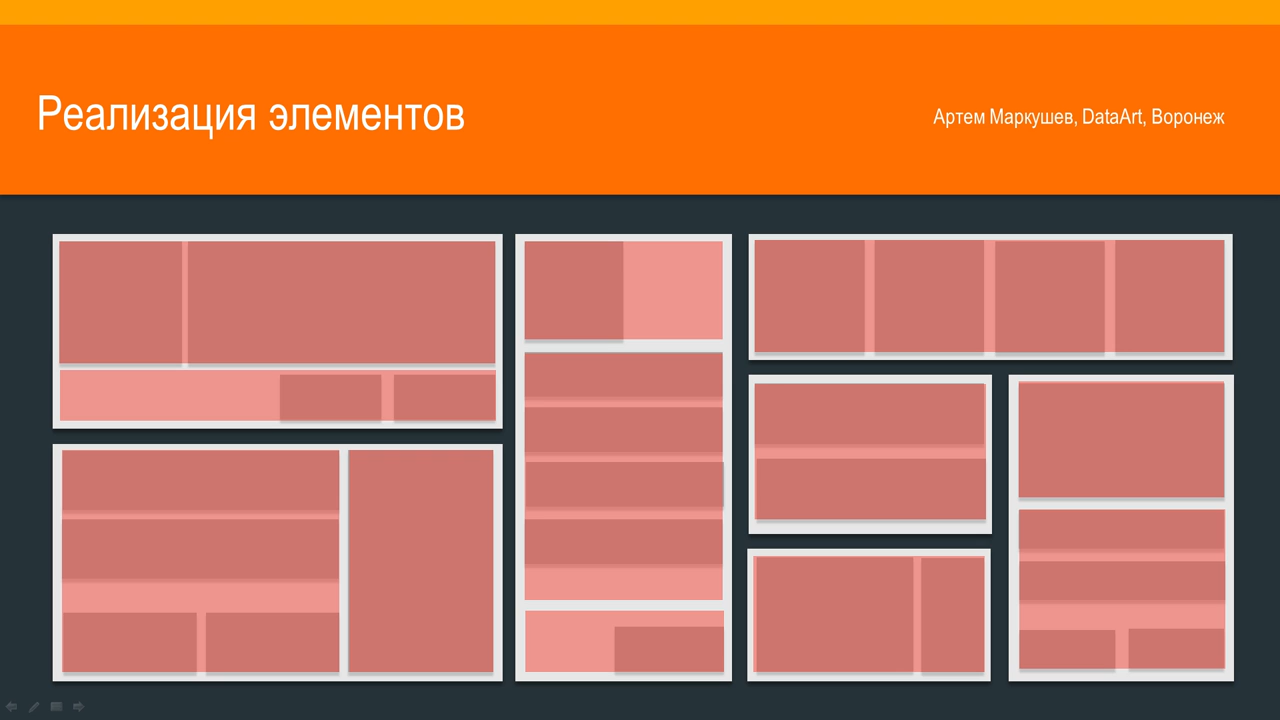 Реализация элементов
Артем Маркушев, DataArt, Воронеж